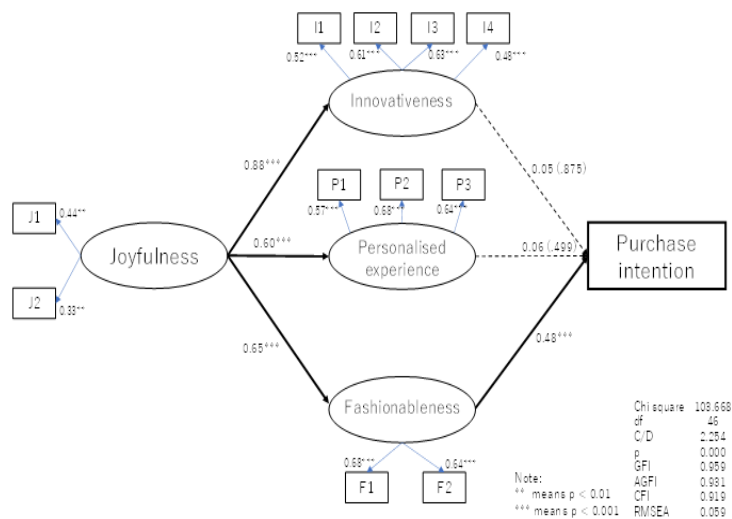 I1 I2 I3 I4
0.52*** 0.61*** 0.63*** 0.48***
Innovativeness
0.88***
0.05 (.875)
P1 P2 P3
0.57*** 0.68*** 0.64***
J1
0.44**
Joyfulness
0.60***
Personalised
experience
0.06 (.499)
Purchase
intention
J2
0.33**
0.65***
0.48***
Fashionableness
0.68*** 0.64***
F1 F2
Note:
** means p < 0.01
*** means p < 0.001
Chi square 103.668
df 46
C/D 2.254
p 0.000
GFI 0.959
AGFI 0.931
CFI 0.919
RMSEA 0.059